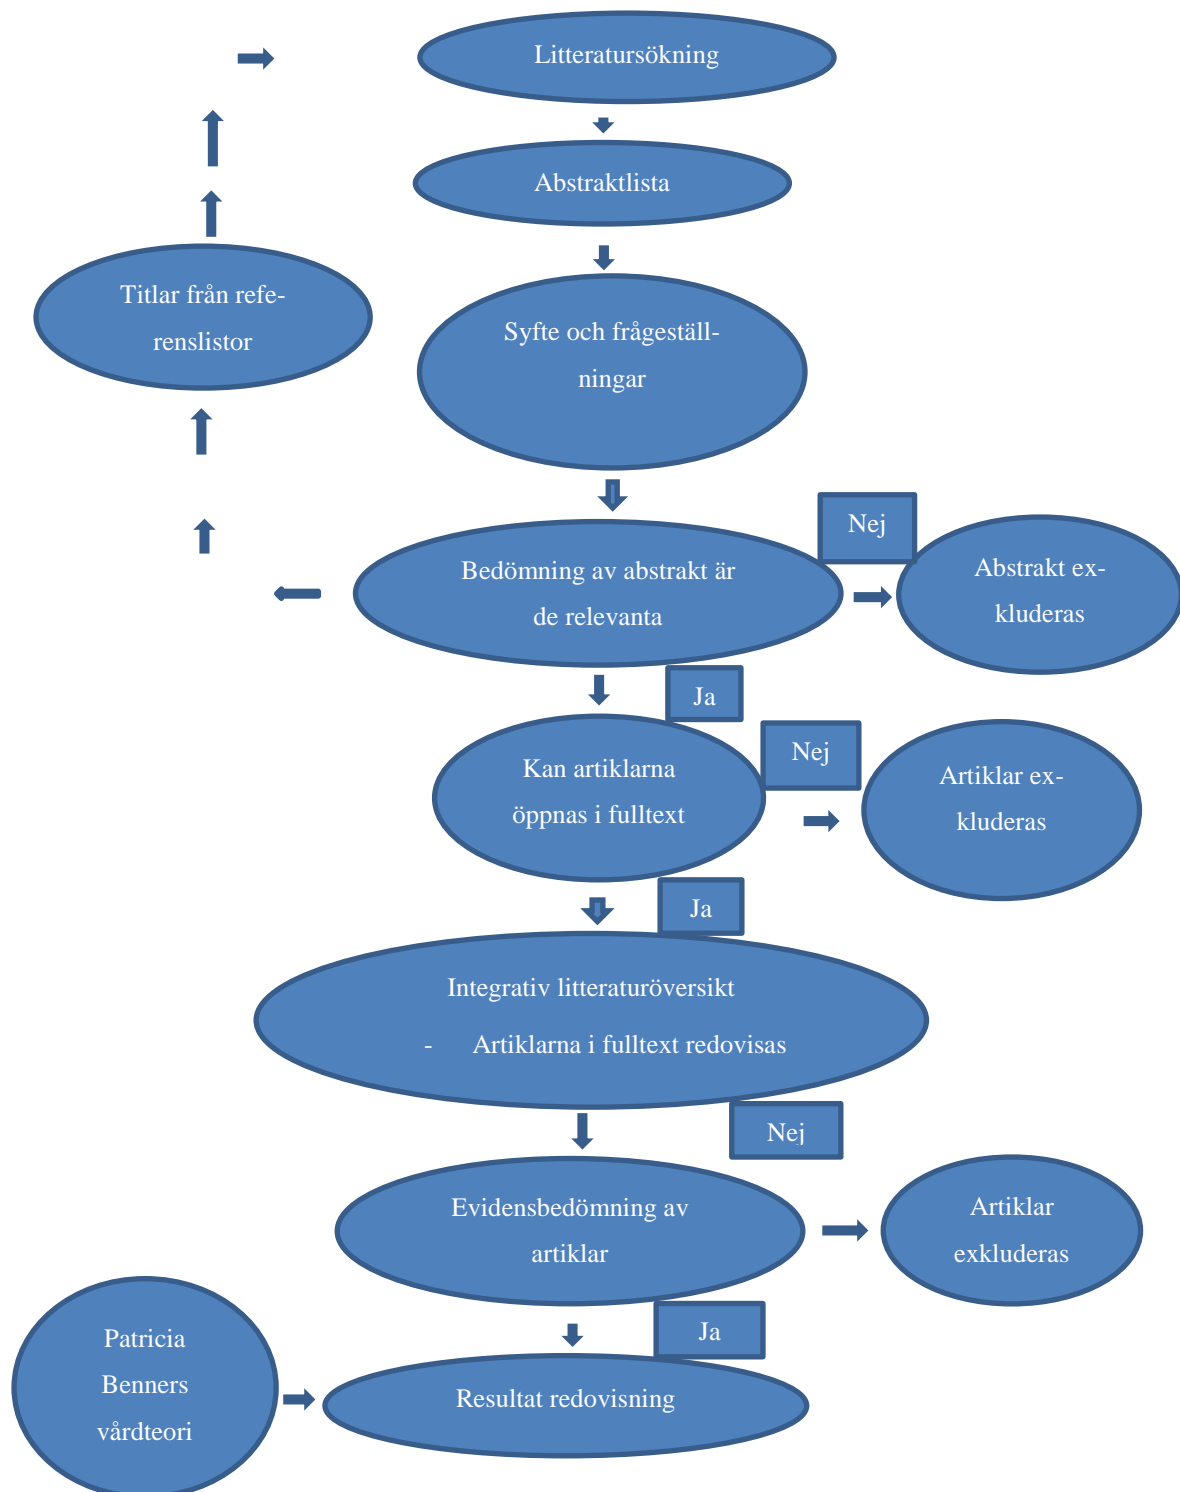 Litteratursökning
Abstraktlista
Titlar från refe-
renslistor
Syfte och frågeställ-
ningar
Nej
Bedömning av abstrakt är
de relevanta
Abstrakt ex-
kluderas
Ja
Kan artiklarna
öppnas i fulltext
Nej
Artiklar ex-
kluderas
Ja
Integrativ litteraturöversikt
- Artiklarna i fulltext redovisas
Nej
Evidensbedömning av
artiklar
Artiklar
exkluderas
Ja
Patricia
Benners
vårdteori
Resultat redovisning